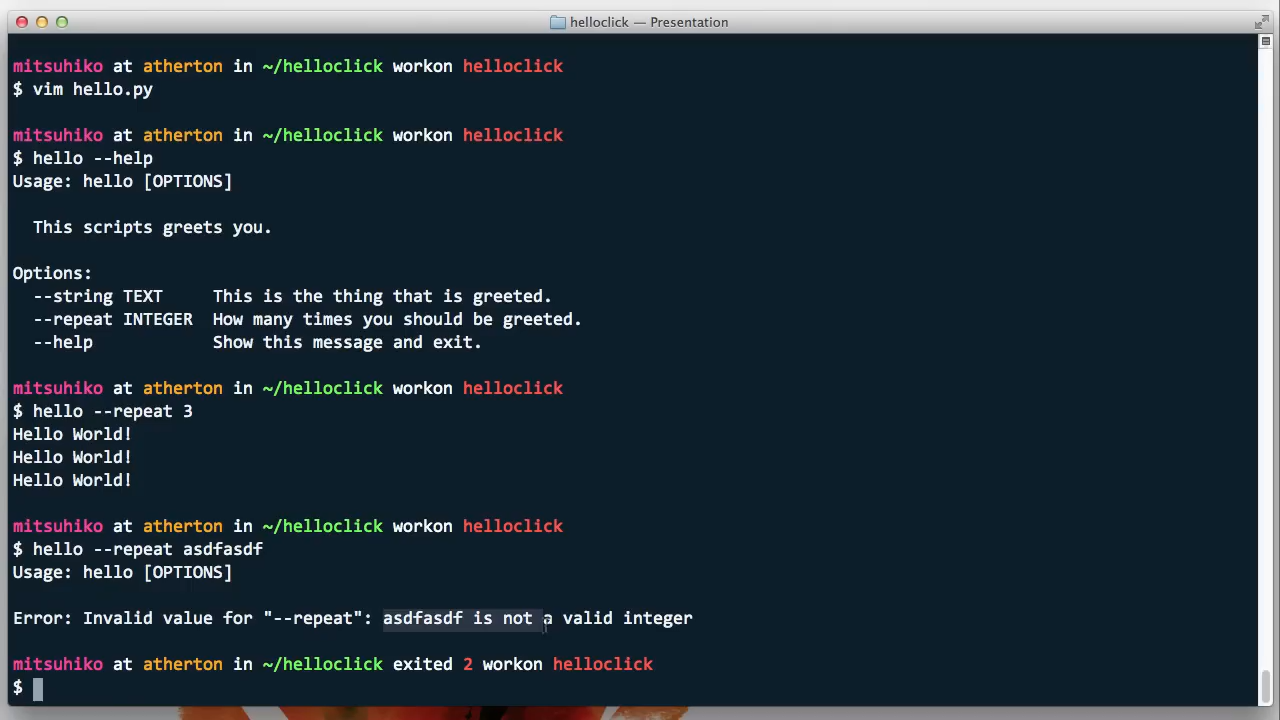 helloclick — Presentation
mitsuhiko at atherton in ~/helloclick workon helloclick
$ vim hello.py
mitsuhiko at atherton in ~/helloclick workon helloclick
$ hello --help
Usage: hello [OPTIONS]
This scripts greets you.
Options:
--string TEXT     This is the thing that is greeted.
--repeat INTEGER  How many times you should be greeted.
--help            Show this message and exit.
mitsuhiko at atherton in ~/helloclick workon helloclick
$ hello --repeat 3
Hello World!
Hello World!
Hello World!
mitsuhiko at atherton in ~/helloclick workon helloclick
$ hello --repeat asdfasdf
Usage: hello [OPTIONS]
Error: Invalid value for "--repeat": asdfasdf is not a valid integer
mitsuhiko at atherton in ~/helloclick exited 2 workon helloclick
$